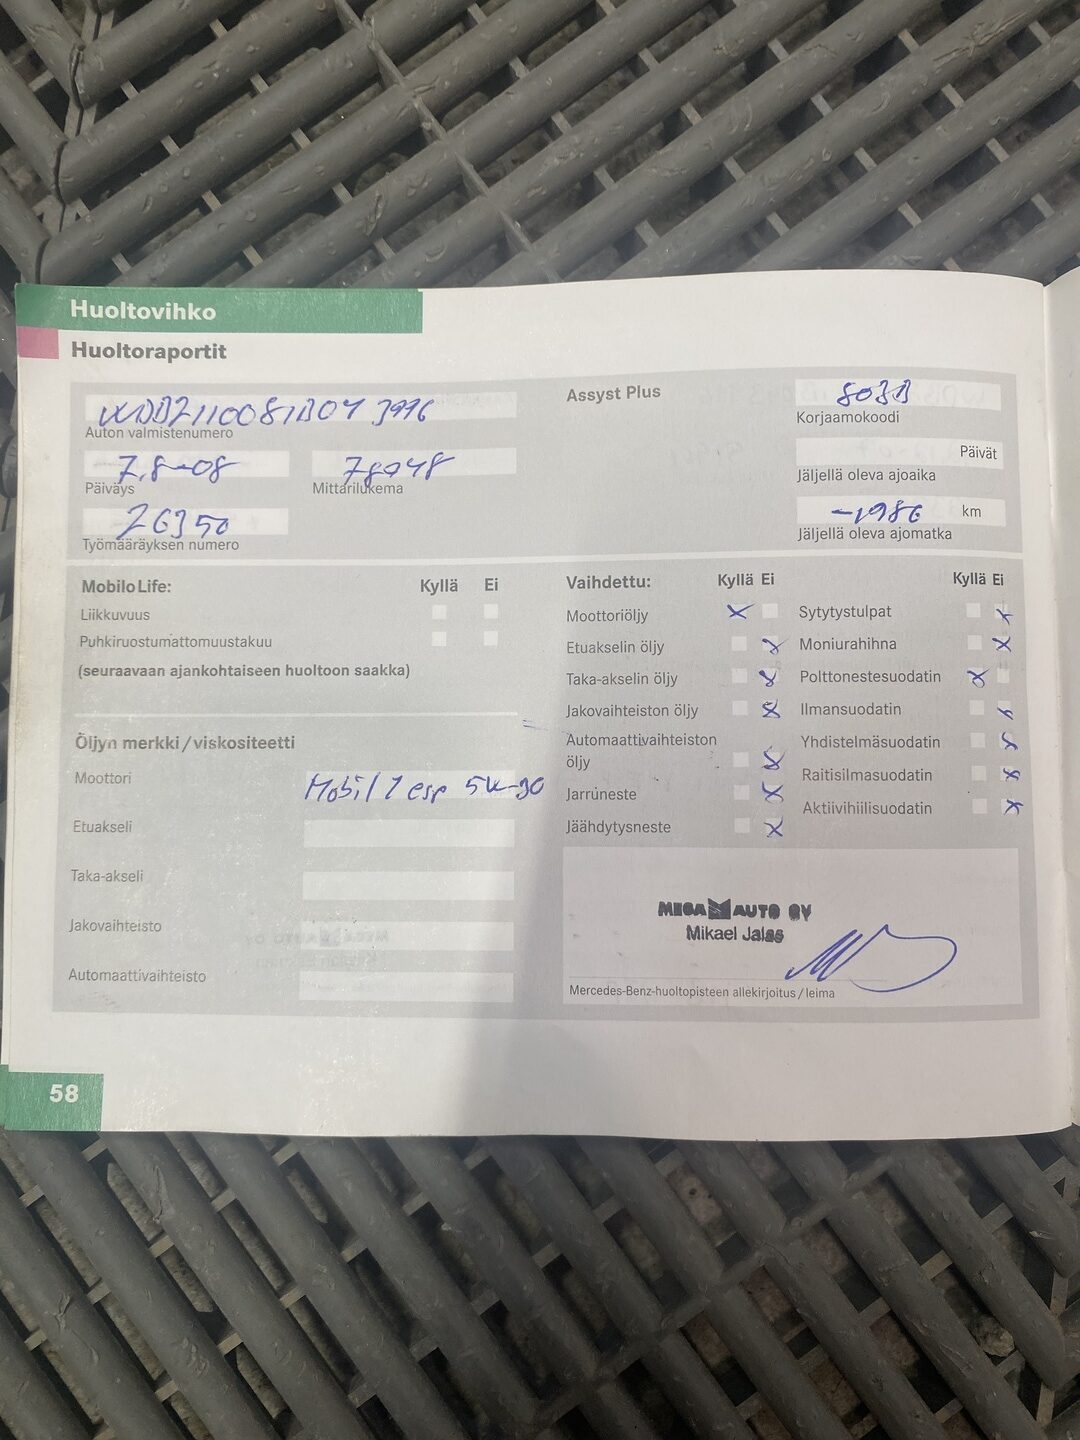 Huoltovihko
Huoltoraportit
WDB2110081B043996
Auton valmistenumero
7.8-08
Päiväys
78048
Mittarilukema
26350
Työmääräyksen numero
Assyst Plus
803B
Korjaamokoodi
Päivät
Jäljellä oleva ajoaika
-1986 km
Jäljellä oleva ajomatka
MobiloLife: Kyllä Ei
Liikkuvuus
Puhkiruostumattomuustakuu
(seuraavaan ajankohtaiseen huoltoon saakka)
Öljyn merkki/viskositeetti
Moottori Mobil 1 esp 5W-30
Etuakseli
Taka-akseli
Jakovaihteisto
Automaattivaihteisto
Vaihdettu: Kyllä Ei
Moottoriöljy X
Etuakselin öljy X
Taka-akselin öljy X
Jakovaihteiston öljy X
Automaattivaihteiston
öljy X
Jarruneste X
Jäähdytysneste X
Kyllä Ei
Sytytystulpat X
Moniurahihna X
Polttonestesuodatin X
Ilmansuodatin X
Yhdistelmäsuodatin X
Raitisilmasuodatin X
Aktiivihiilisuodatin X
MEGA AUTO OY
Mikael Jalas
Mercedes-Benz-huoltopisteen allekirjoitus/leima
58